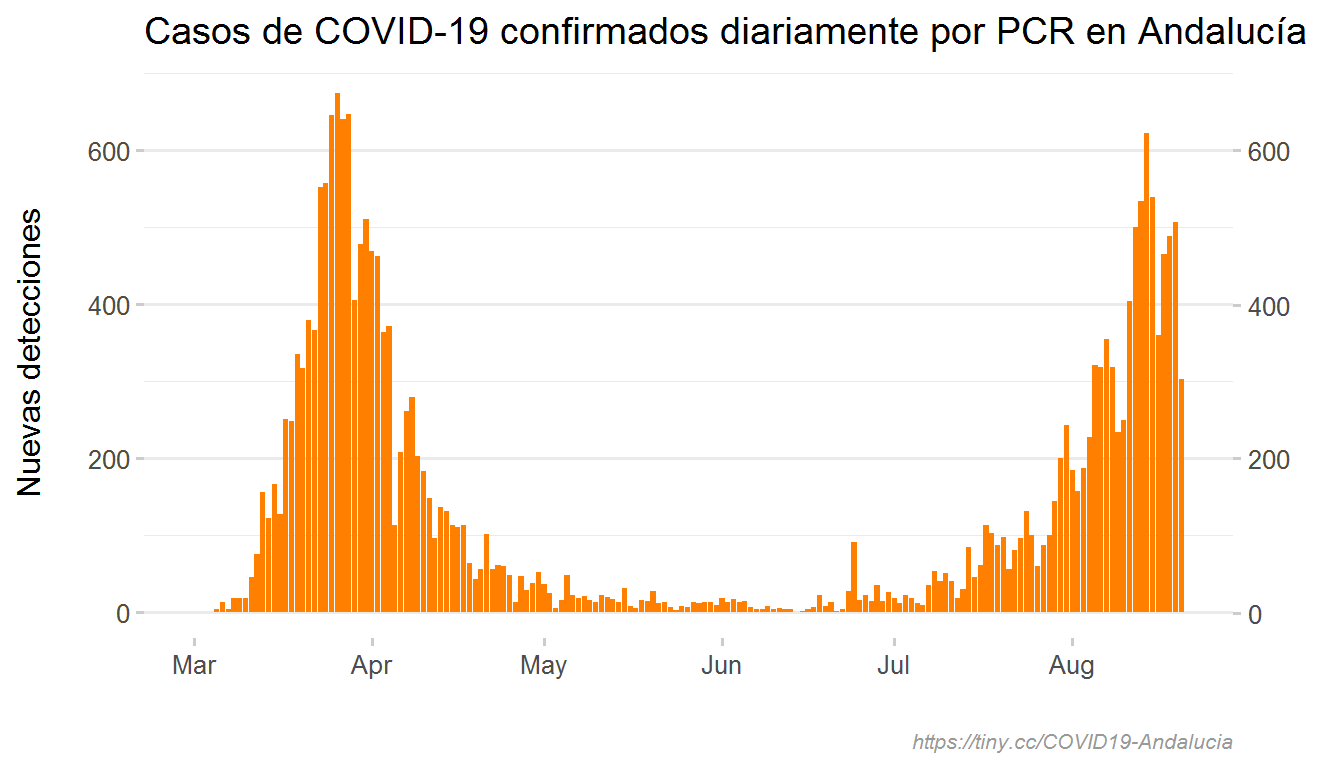 Casos de COVID-19 confirmados diariamente por PCR en Andalucía
Nuevas detecciones
600
400
200
0
600
400
200
0
Mar Apr May Jun Jul Aug
https://tiny.cc/COVID19-Andalucia